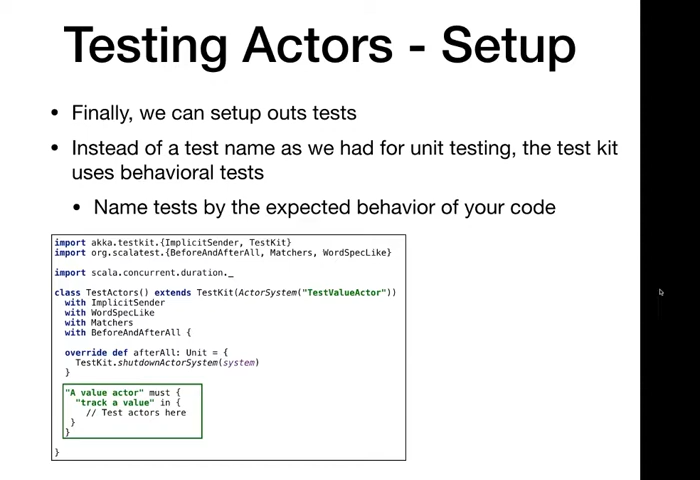 Testing Actors - Setup
• Finally, we can setup outs tests
• Instead of a test name as we had for unit testing, the test kit
uses behavioral tests
• Name tests by the expected behavior of your code
import akka.testkit.{ImplicitSender, TestKit}
import org.scalatest.{BeforeAndAfterAll, Matchers, WordSpecLike}
import scala.concurrent.duration._
class TestActors() extends TestKit(ActorSystem("TestValueActor"))
with ImplicitSender
with WordSpecLike
with Matchers
with BeforeAndAfterAll {
override def afterAll: Unit = {
TestKit.shutdownActorSystem(system)
}
"A value actor" must {
"track a value" in {
// Test actors here
}
}
}